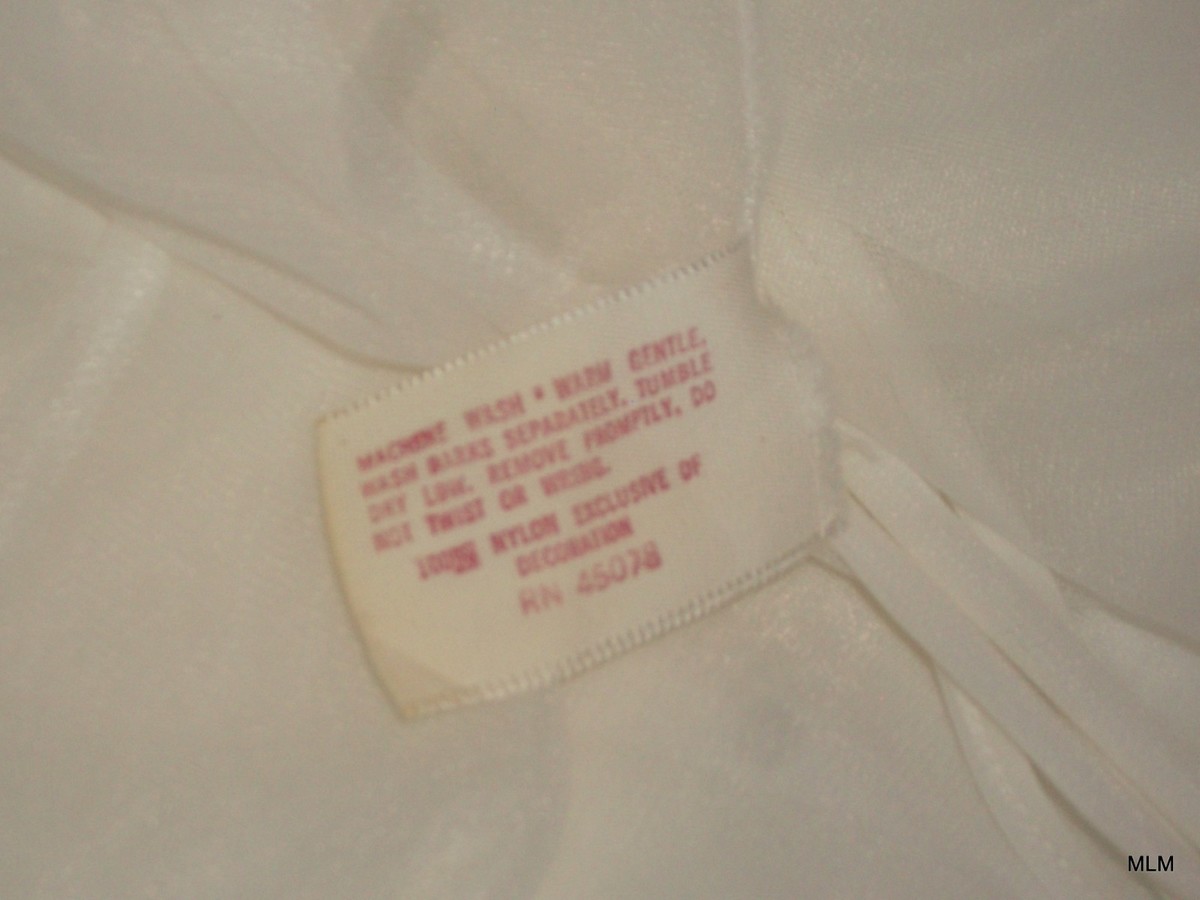 MACHINE WASH • WARM GENTLE.
WASH DARKS SEPARATELY. TUMBLE
DRY LOW. REMOVE PROMPTLY. DO
NOT TWIST OR WRING.
100% NYLON EXCLUSIVE OF
DECORATION
RN 45078
MLM